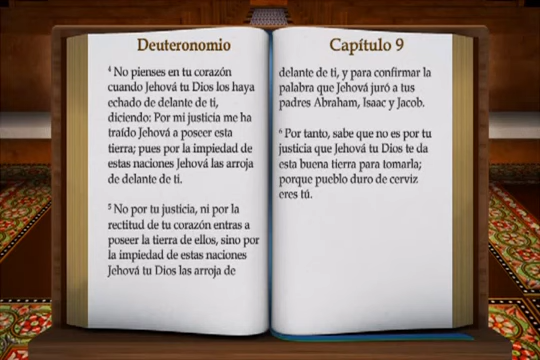 Deuteronomio
⁴ No pienses en tu corazón
cuando Jehová tu Dios los haya
echado de delante de ti,
diciendo: Por mi justicia me ha
traído Jehová a poseer esta
tierra; pues por la impiedad de
estas naciones Jehová las arroja
de delante de ti.
⁵ No por tu justicia, ni por la
rectitud de tu corazón entras a
poseer la tierra de ellos, sino por
la impiedad de estas naciones
Jehová tu Dios las arroja de
Capítulo 9
delante de ti, y para confirmar la
palabra que Jehová juró a tus
padres Abraham, Isaac y Jacob.
⁶ Por tanto, sabe que no es por tu
justicia que Jehová tu Dios te da
esta buena tierra para tomarla;
porque pueblo duro de cerviz
eres tú.